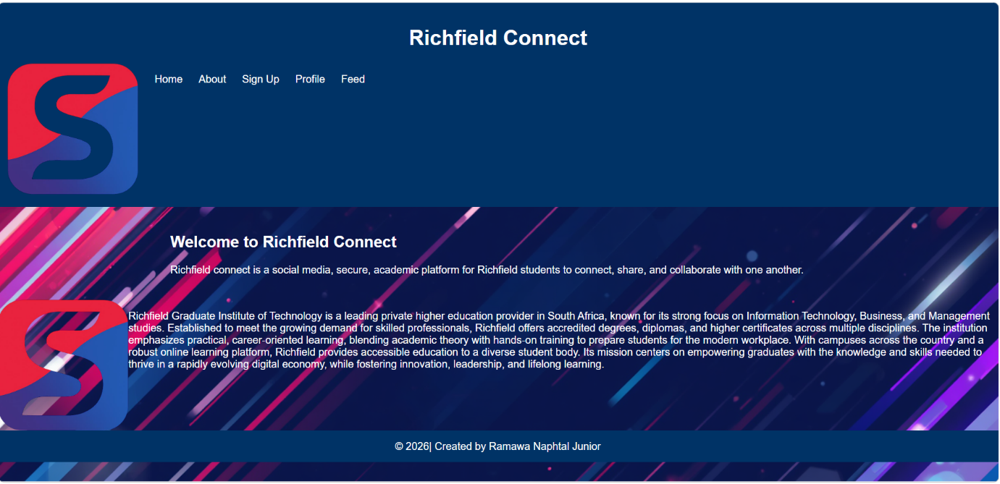 Richfield Connect
Home About Sign Up Profile Feed
Welcome to Richfield Connect
Richfield connect is a social media, secure, academic platform for Richfield students to connect, share, and collaborate with one another.
Richfield Graduate Institute of Technology is a leading private higher education provider in South Africa, known for its strong focus on Information Technology, Business, and Management
studies. Established to meet the growing demand for skilled professionals, Richfield offers accredited degrees, diplomas, and higher certificates across multiple disciplines. The institution
emphasizes practical, career-oriented learning, blending academic theory with hands-on training to prepare students for the modern workplace. With campuses across the country and a
robust online learning platform, Richfield provides accessible education to a diverse student body. Its mission centers on empowering graduates with the knowledge and skills needed to
thrive in a rapidly evolving digital economy, while fostering innovation, leadership, and lifelong learning.
© 2026| Created by Ramawa Naphtal Junior